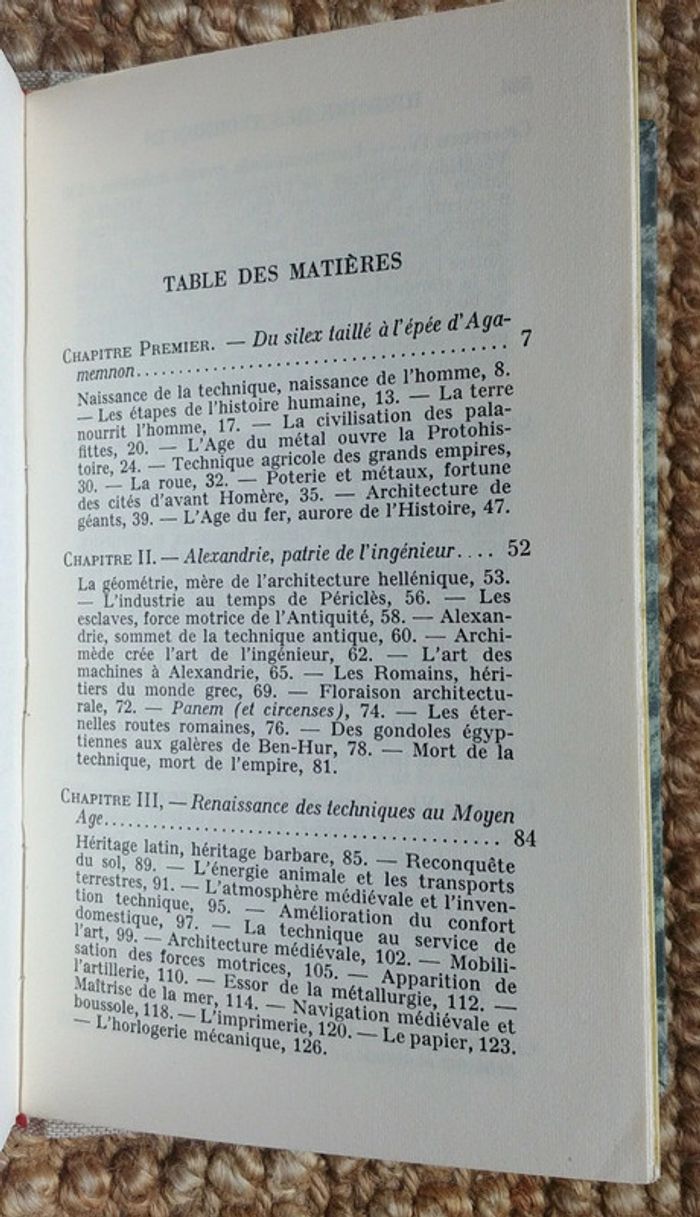 TABLE DES MATIÈRES
CHAPITRE PREMIER. — Du silex taillé à l'épée d'Aga-
memnon........................................ 7
Naissance de la technique, naissance de l'homme, 8.
— Les étapes de l'histoire humaine, 13. — La terre
nourrit l'homme, 17. — La civilisation des pala-
fittes, 20. — L'Age du métal ouvre la Protohis-
toire, 24. — Technique agricole des grands empires,
30. — La roue, 32. — Poterie et métaux, fortune
des cités d'avant Homère, 35. — Architecture de
géants, 39. — L'Age du fer, aurore de l'Histoire, 47.
CHAPITRE II. — Alexandrie, patrie de l'ingénieur.... 52
La géométrie, mère de l'architecture hellénique, 53.
— L'industrie au temps de Périclès, 56. — Les
esclaves, force motrice de l'Antiquité, 58. — Alexan-
drie, sommet de la technique antique, 60. — Archi-
mède crée l'art de l'ingénieur, 62. — L'art des
machines à Alexandrie, 65. — Les Romains, héri-
tiers du monde grec, 69. — Floraison architectu-
rale, 72. — Panem (et circenses), 74. — Les éter-
nelles routes romaines, 76. — Des gondoles égyp-
tiennes aux galères de Ben-Hur, 78. — Mort de la
technique, mort de l'empire, 81.
CHAPITRE III, — Renaissance des techniques au Moyen
Age........................................ 84
Héritage latin, héritage barbare, 85. — Reconquête
du sol, 89. — L'énergie animale et les transports
terrestres, 91. — L'atmosphère médiévale et l'inven-
tion technique, 95. — Amélioration du confort
domestique, 97. — La technique au service de
l'art, 99. — Architecture médiévale, 102. — Mobili-
sation des forces motrices, 105. — Apparition de
l'artillerie, 110. — Essor de la métallurgie, 112. —
Maîtrise de la mer, 114. — Navigation médiévale et
boussole, 118. — L'imprimerie, 120. — Le papier, 123.
— L'horlogerie mécanique, 126.